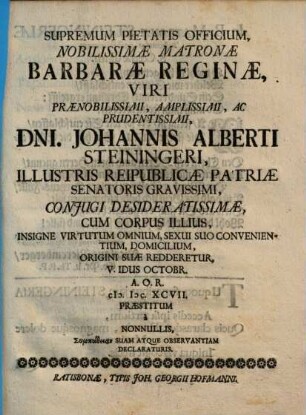 SUPREMUM PIETATIS OFFICIUM,
NOBILISSIMÆ MATRONÆ
BARBARÆ REGINÆ,
VIRI
PRÆNOBILISSIMI, AMPLISSIMI, AC
PRUDENTISSIMI,
DNI. JOHANNIS ALBERTI
STEININGERI,
ILLUSTRIS REIPUBLICÆ PATRIÆ
SENATORIS GRAVISSIMI,
CONJUGI DESIDERATISSIMÆ,
CUM CORPUS ILLIUS,
INSIGNE VIRTUTUM OMNIUM, SEXUI SUO CONVENIEN-
TIUM, DOMICILIUM,
ORIGINI SUÆ REDDERETUR,
V. IDUS OCTOBR.
A. O. R.
cIↃ. IↃc. XCVII.
PRÆSTITUM
à
NONNULLIS,
SUAM ATQUE OBSERVANTIAM
DECLARATURIS.
RATISBONÆ, TYPIS JOH. GEORGII HOFMANNI.